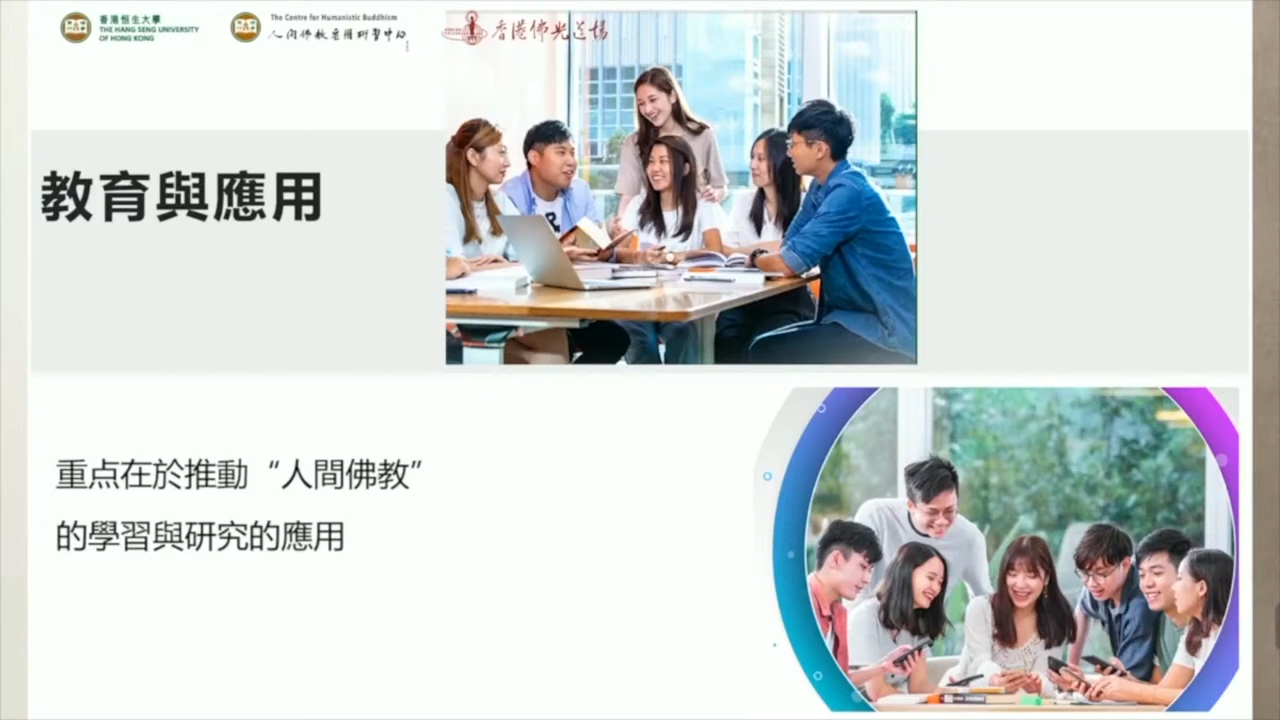 香港恒生大學
THE HANG SENG UNIVERSITY
OF HONG KONG
The Centre for Humanistic Buddhism
人间佛教應用研習中心
香港佛光道場
教育與應用
重点在於推動“人間佛教”
的學習與研究的應用